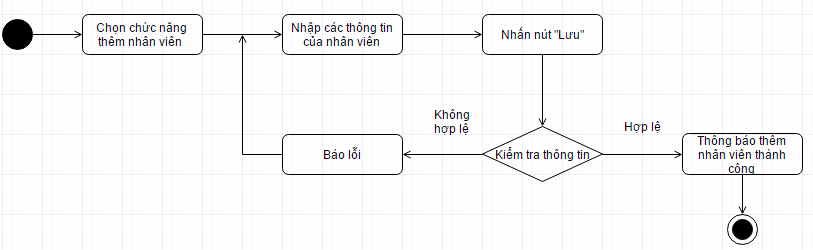 Chọn chức năng
thêm nhân viên
Nhập các thông tin
của nhân viên
Nhấn nút "Lưu"
Không
hợp lệ
Hợp lệ
Báo lỗi
Kiểm tra thông tin
Thông báo thêm
nhân viên thành
công